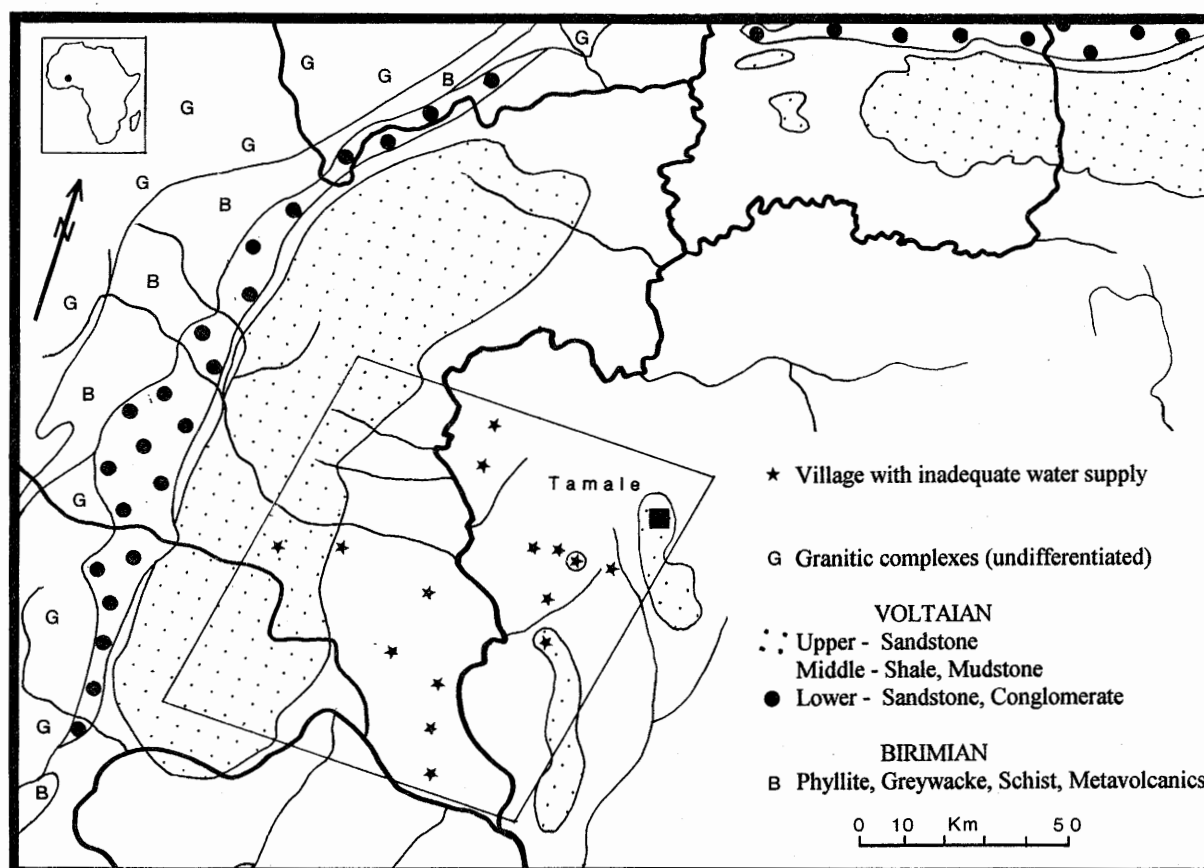 G
G
G
B
G
G
G
B
N
B
G
B
Village with inadequate water supply
Tamale
G
G Granitic complexes (undifferentiated)
G
VOLTAIAN
Upper - Sandstone
Middle - Shale, Mudstone
Lower - Sandstone, Conglomerate
G
BIRIMIAN
B Phyllite, Greywacke, Schist, Metavolcanics
B
0 10 Km 50